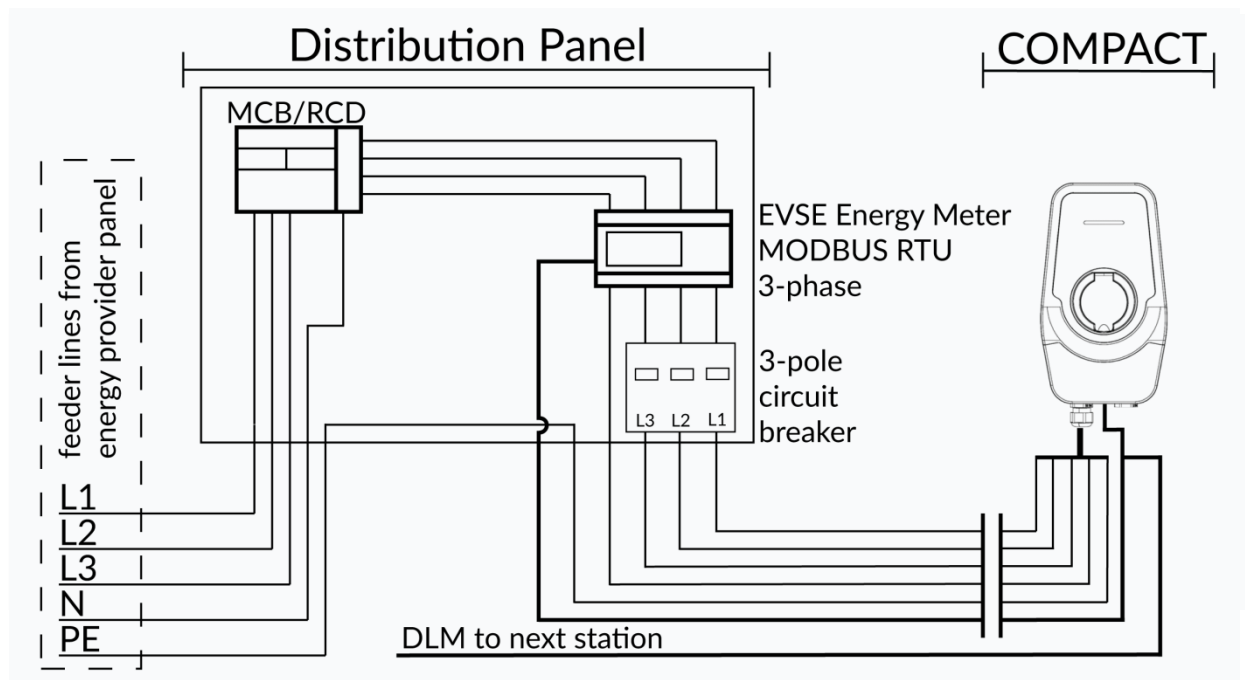 Distribution Panel
COMPACT
MCB/RCD
feeder lines from
energy provider panel
EVSE Energy Meter
MODBUS RTU
3-phase
3-pole
circuit
breaker
L3 L2 L1
L1
L2
L3
N
PE
DLM to next station